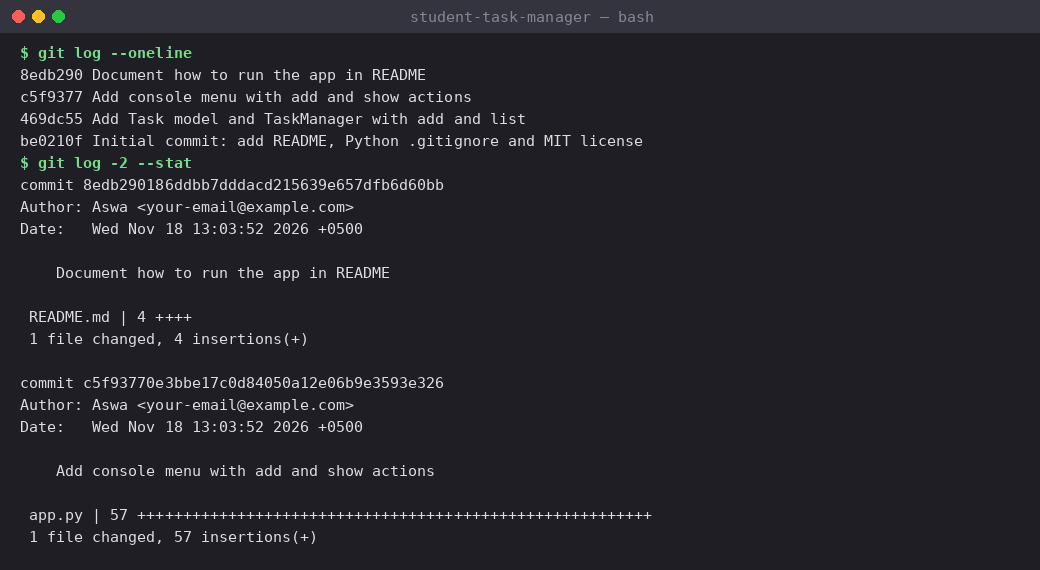 student-task-manager — bash
$ git log --oneline
8edb290 Document how to run the app in README
c5f9377 Add console menu with add and show actions
469dc55 Add Task model and TaskManager with add and list
be0210f Initial commit: add README, Python .gitignore and MIT license
$ git log -2 --stat
commit 8edb290186ddbb7dddacd215639e657dfb6d60bb
Author: Aswa <your-email@example.com>
Date:   Wed Nov 18 13:03:52 2026 +0500
    Document how to run the app in README
 README.md | 4 ++++
 1 file changed, 4 insertions(+)
commit c5f93770e3bbe17c0d84050a12e06b9e3593e326
Author: Aswa <your-email@example.com>
Date:   Wed Nov 18 13:03:52 2026 +0500
    Add console menu with add and show actions
 app.py | 57 +++++++++++++++++++++++++++++++++++++++++++++++++++++++++
 1 file changed, 57 insertions(+)